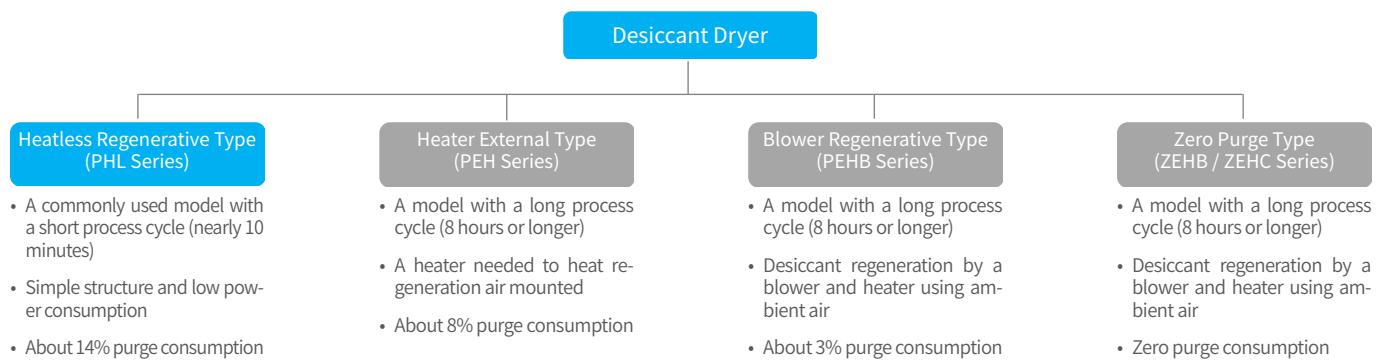 Desiccant Dryer
Heatless Regenerative Type
(PHL Series)
• A commonly used model with
a short process cycle (nearly 10
minutes)
• Simple structure and low pow-
er consumption
• About 14% purge consumption
Heater External Type
(PEH Series)
• A model with a long process
cycle (8 hours or longer)
• A heater needed to heat re-
generation air mounted
• About 8% purge consumption
Blower Regenerative Type
(PEHB Series)
• A model with a long process
cycle (8 hours or longer)
• Desiccant regeneration by a
blower and heater using am-
bient air
• About 3% purge consumption
Zero Purge Type
(ZEHB / ZEHC Series)
• A model with a long process
cycle (8 hours or longer)
• Desiccant regeneration by a
blower and heater using am-
bient air
• Zero purge consumption